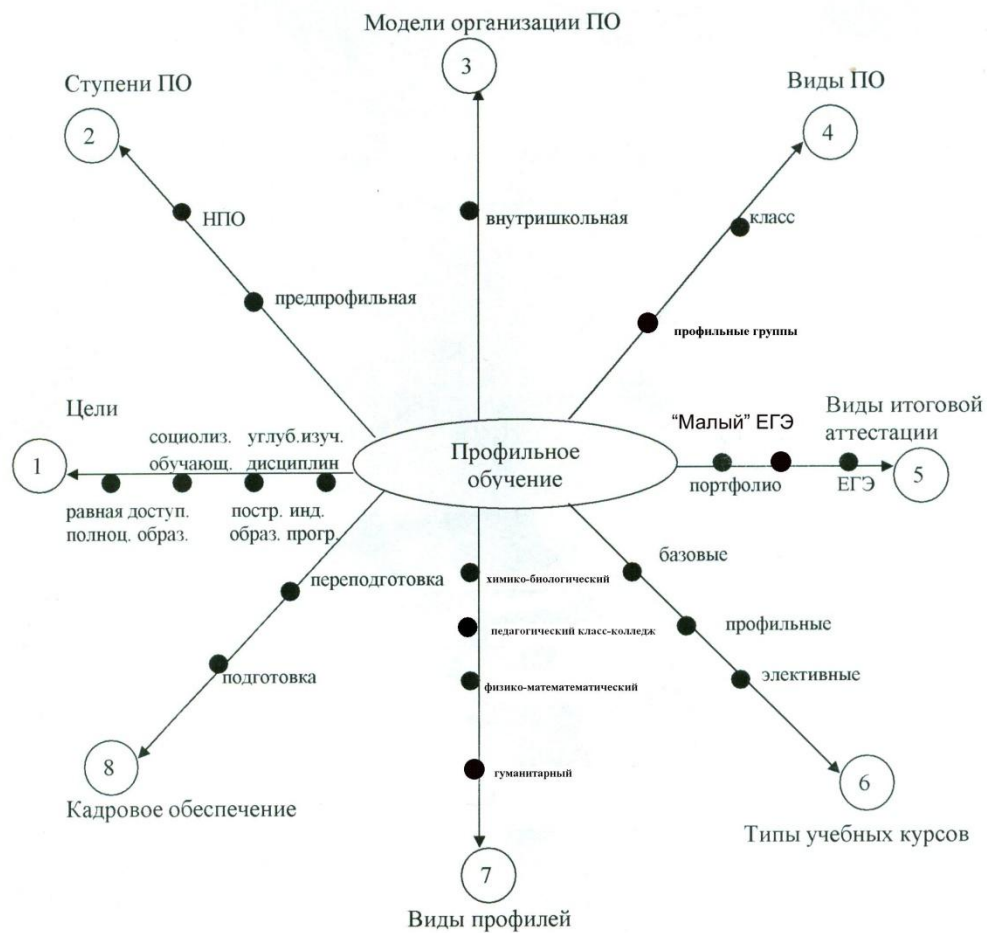 Модели организации ПО
3
Ступени ПО
2
Виды ПО
4
НПО
внутришкольная
класс
предпрофильная
профильные группы
Цели
1
социолиз. углуб.изуч.
обучающ. дисциплин
равная доступ. постр. инд.
полноц. образ. образ. прогр.
Профильное
обучение
“Малый” ЕГЭ
Виды итоговой
аттестации
портфолио
ЕГЭ
5
переподготовка
химико-биологический
базовые
педагогический класс-колледж
профильные
подготовка
физико-матемаtематический
элективные
8
Кадровое обеспечение
гуманитарный
6
Типы учебных курсов
7
Виды профилей